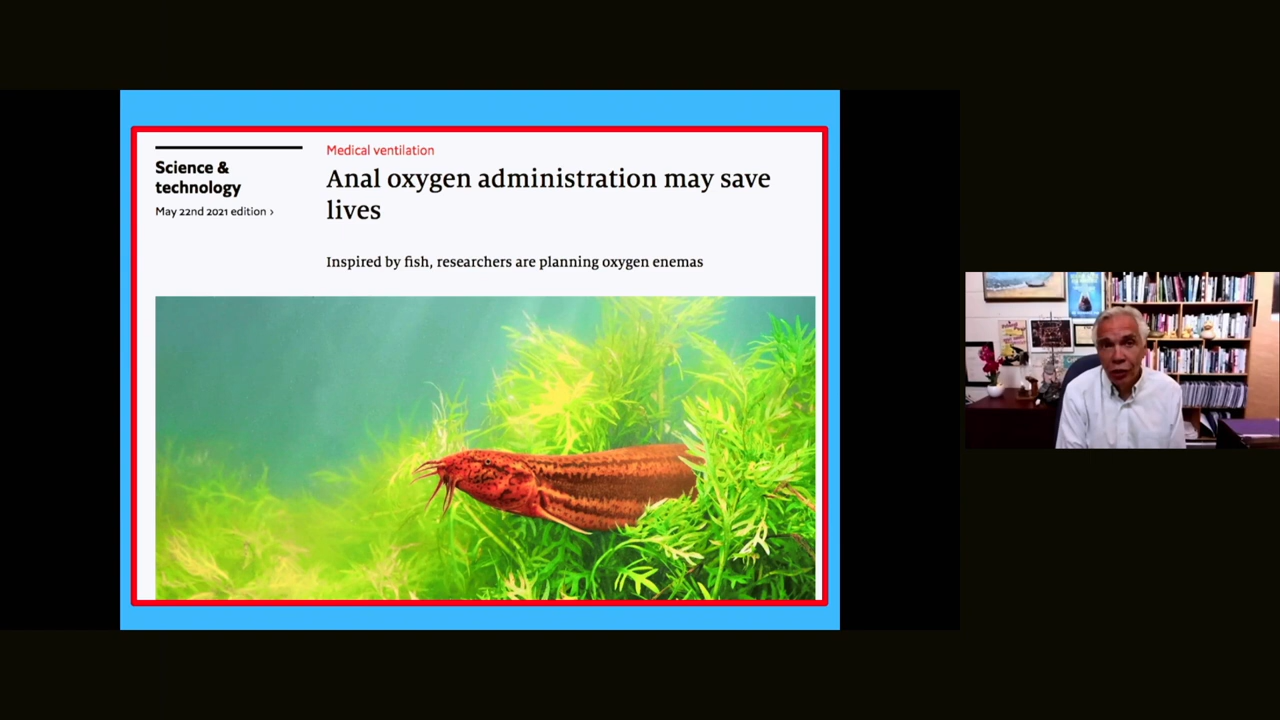 Science &
technology
May 22nd 2021 edition ›
Medical ventilation
Anal oxygen administration may save
lives
Inspired by fish, researchers are planning oxygen enemas